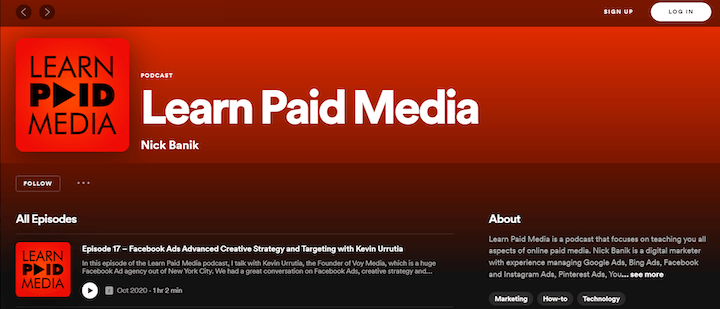 SIGN UP
LOG IN
LEARN
PAID
MEDIA
PODCAST
Learn Paid Media
Nick Banik
FOLLOW
All Episodes
LEARN
PAID
MEDIA
Episode 17 – Facebook Ads Advanced Creative Strategy and Targeting with Kevin Urrutia
In this episode of the Learn Paid Media podcast, I talk with Kevin Urrutia, the Founder of Voy Media, which is a huge
Facebook Ad agency out of New York City. We had a great conversation on Facebook Ads, creative strategy and...
E Oct 2020 · 1 hr 2 min
About
Learn Paid Media is a podcast that focuses on teaching you all
aspects of online paid media. Nick Banik is a digital marketer
with experience managing Google Ads, Bing Ads, Facebook
and Instagram Ads, Pinterest Ads, You... see more
Marketing
How-to
Technology